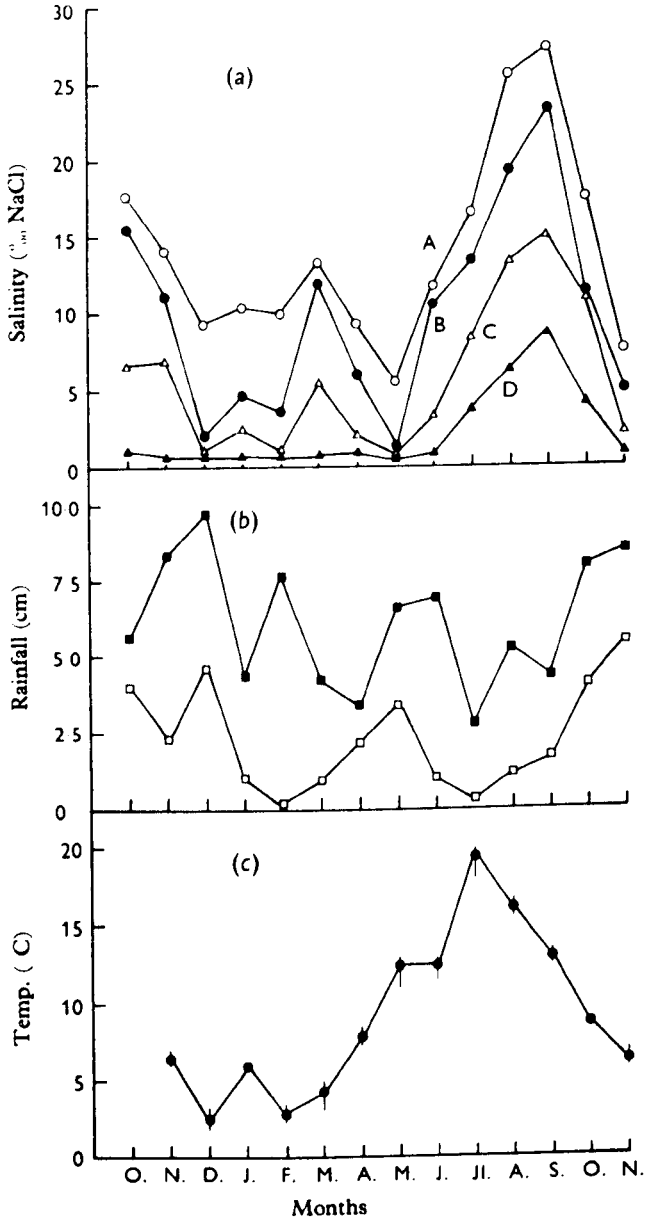 (a)
Salinity (‰ NaCl)
30
25
20
15
10
5
0
A
B
C
D
(b)
Rainfall (cm)
10·0
7·5
5·0
2·5
0
(c)
Temp. ( C)
20
15
10
5
0
O. N. D. J. F. M. A. M. J. Jl. A. S. O. N.
Months